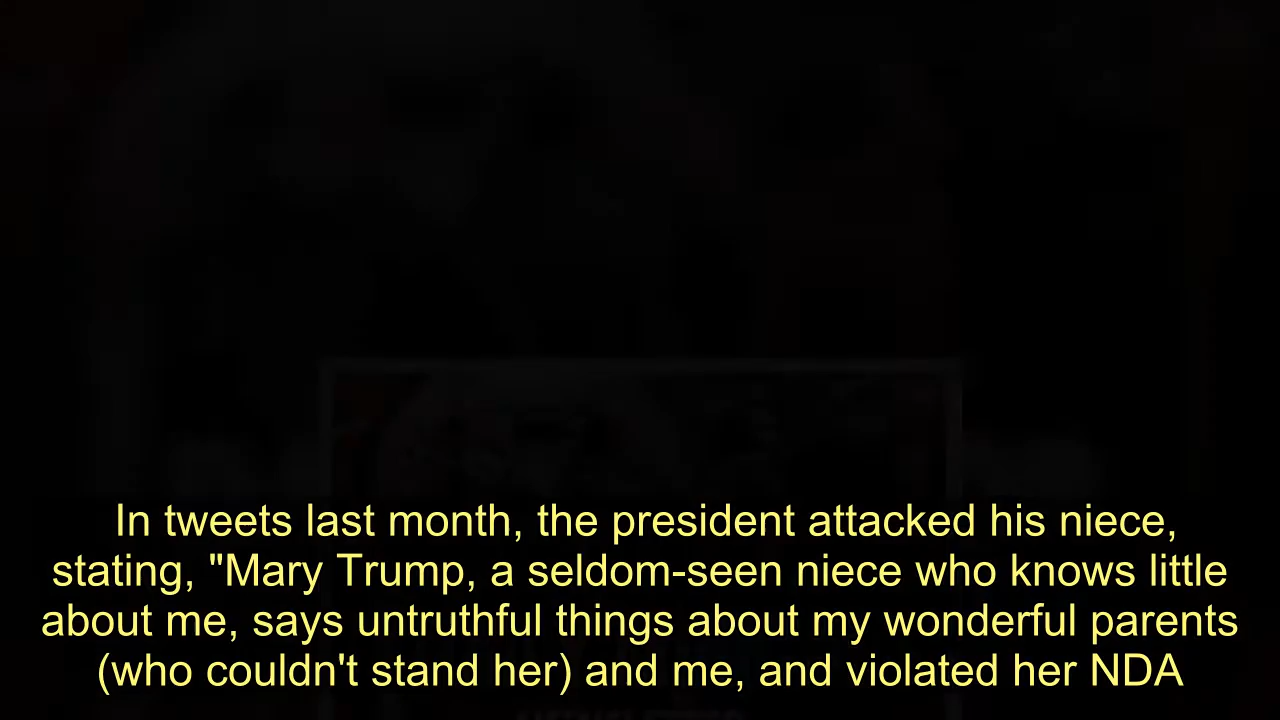 In tweets last month, the president attacked his niece,
stating, "Mary Trump, a seldom-seen niece who knows little
about me, says untruthful things about my wonderful parents
(who couldn't stand her) and me, and violated her NDA